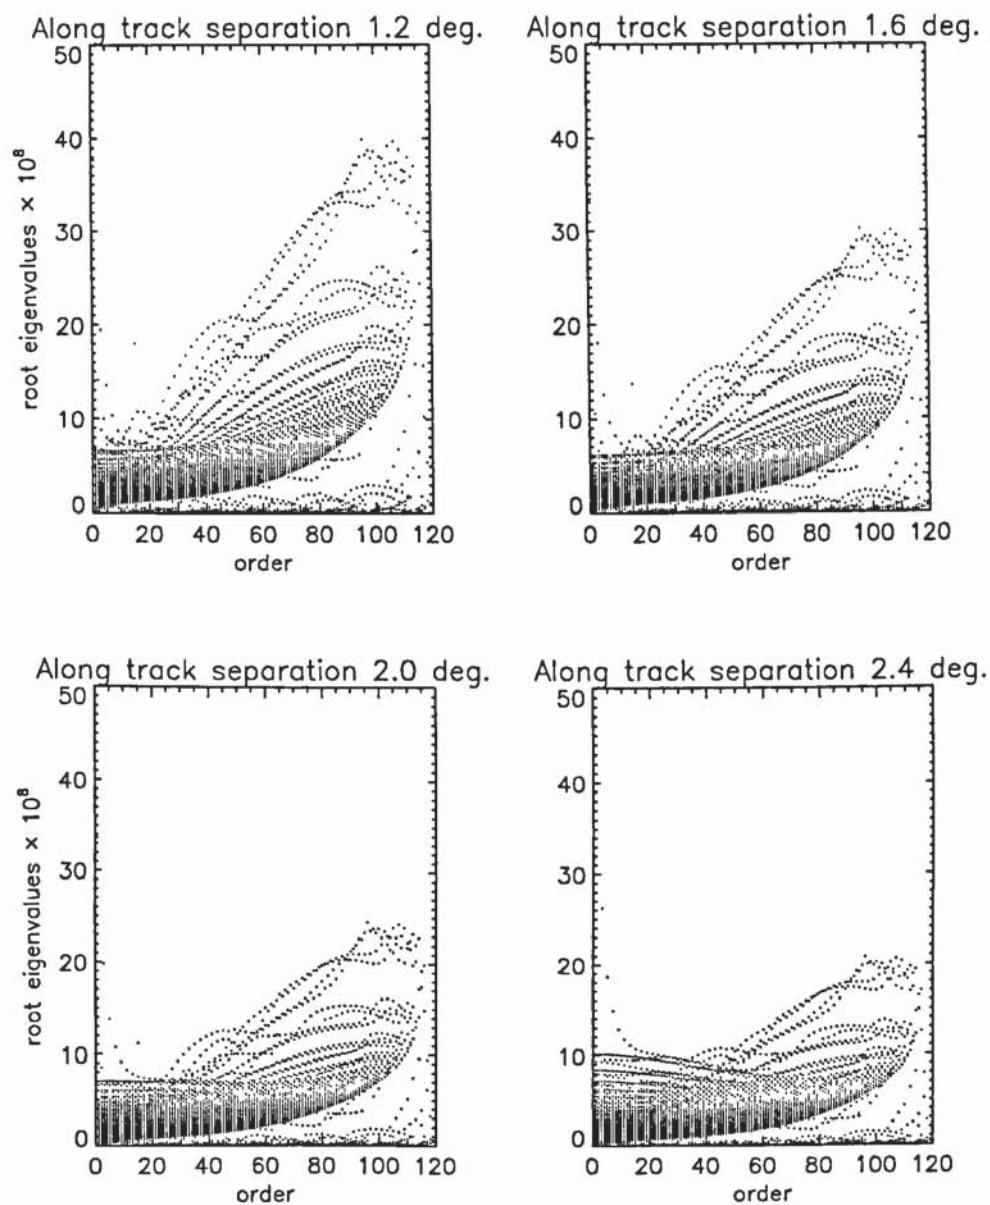 Along track separation 1.2 deg.
50
40
30
20
10
0
root eigenvalues × 10⁸
0 20 40 60 80 100 120
order
Along track separation 1.6 deg.
50
40
30
20
10
0
0 20 40 60 80 100 120
order
Along track separation 2.0 deg.
50
40
30
20
10
0
root eigenvalues × 10⁸
0 20 40 60 80 100 120
order
Along track separation 2.4 deg.
50
40
30
20
10
0
0 20 40 60 80 100 120
order